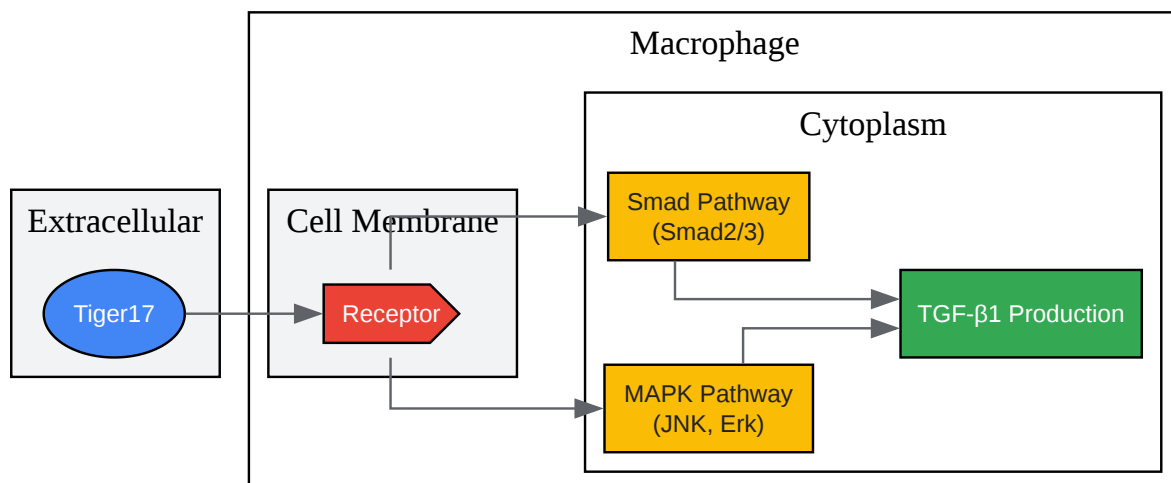 Macrophage
Cytoplasm
Extracellular
Cell Membrane
Smad Pathway
(Smad2/3)
Tiger17
Receptor
TGF-β1 Production
MAPK Pathway
(JNK, Erk)